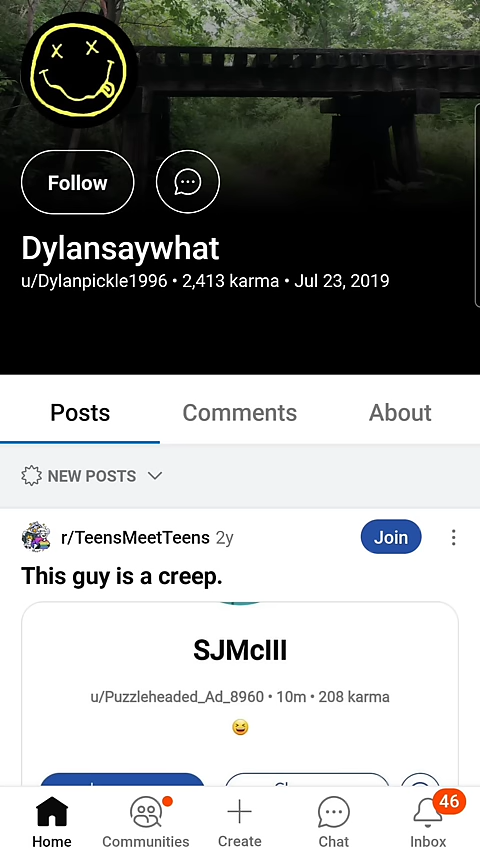 Follow
Dylansaywhat
u/Dylanpickle1996 • 2,413 karma • Jul 23, 2019
Posts Comments About
NEW POSTS
r/TeensMeetTeens 2y Join
This guy is a creep.
SJMcIII
u/Puzzleheaded_Ad_8960 • 10m • 208 karma
😆
46
Home Communities Create Chat Inbox